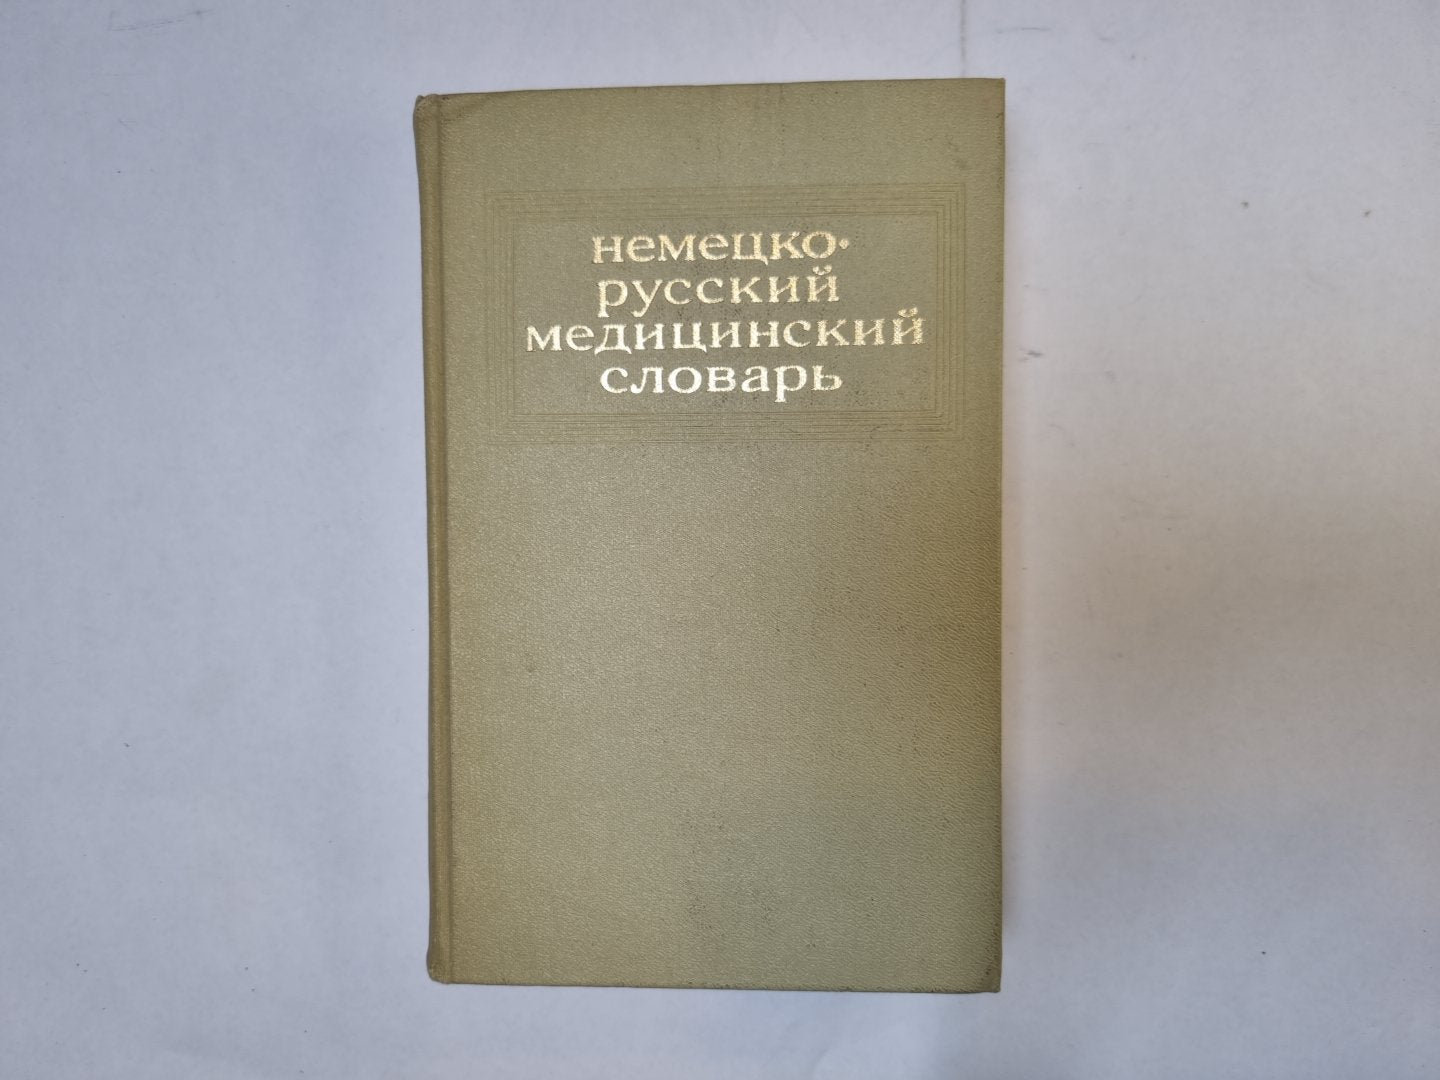 немецко-
русский
медицинский
словарь